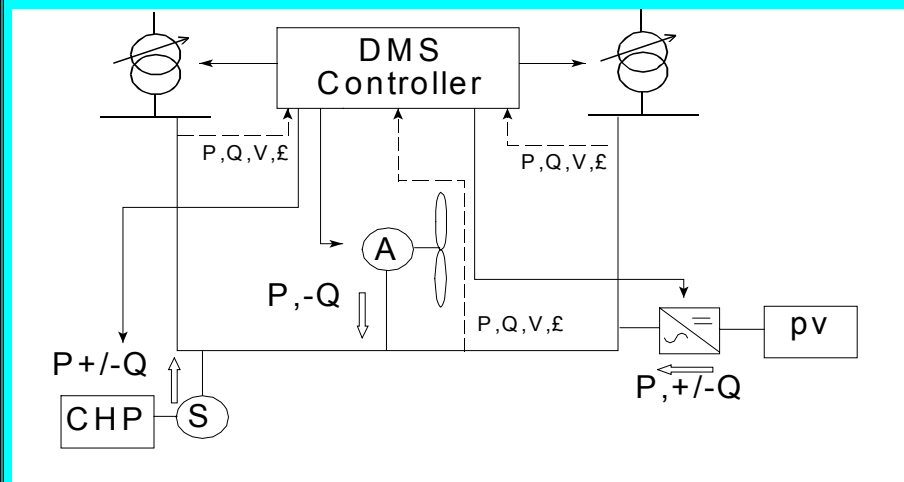 DMS
Controller
P,Q,V,£
P,Q,V,£
A
P,-Q
P,Q,V,£
pv
P+/-Q
P,+/-Q
CHP
S